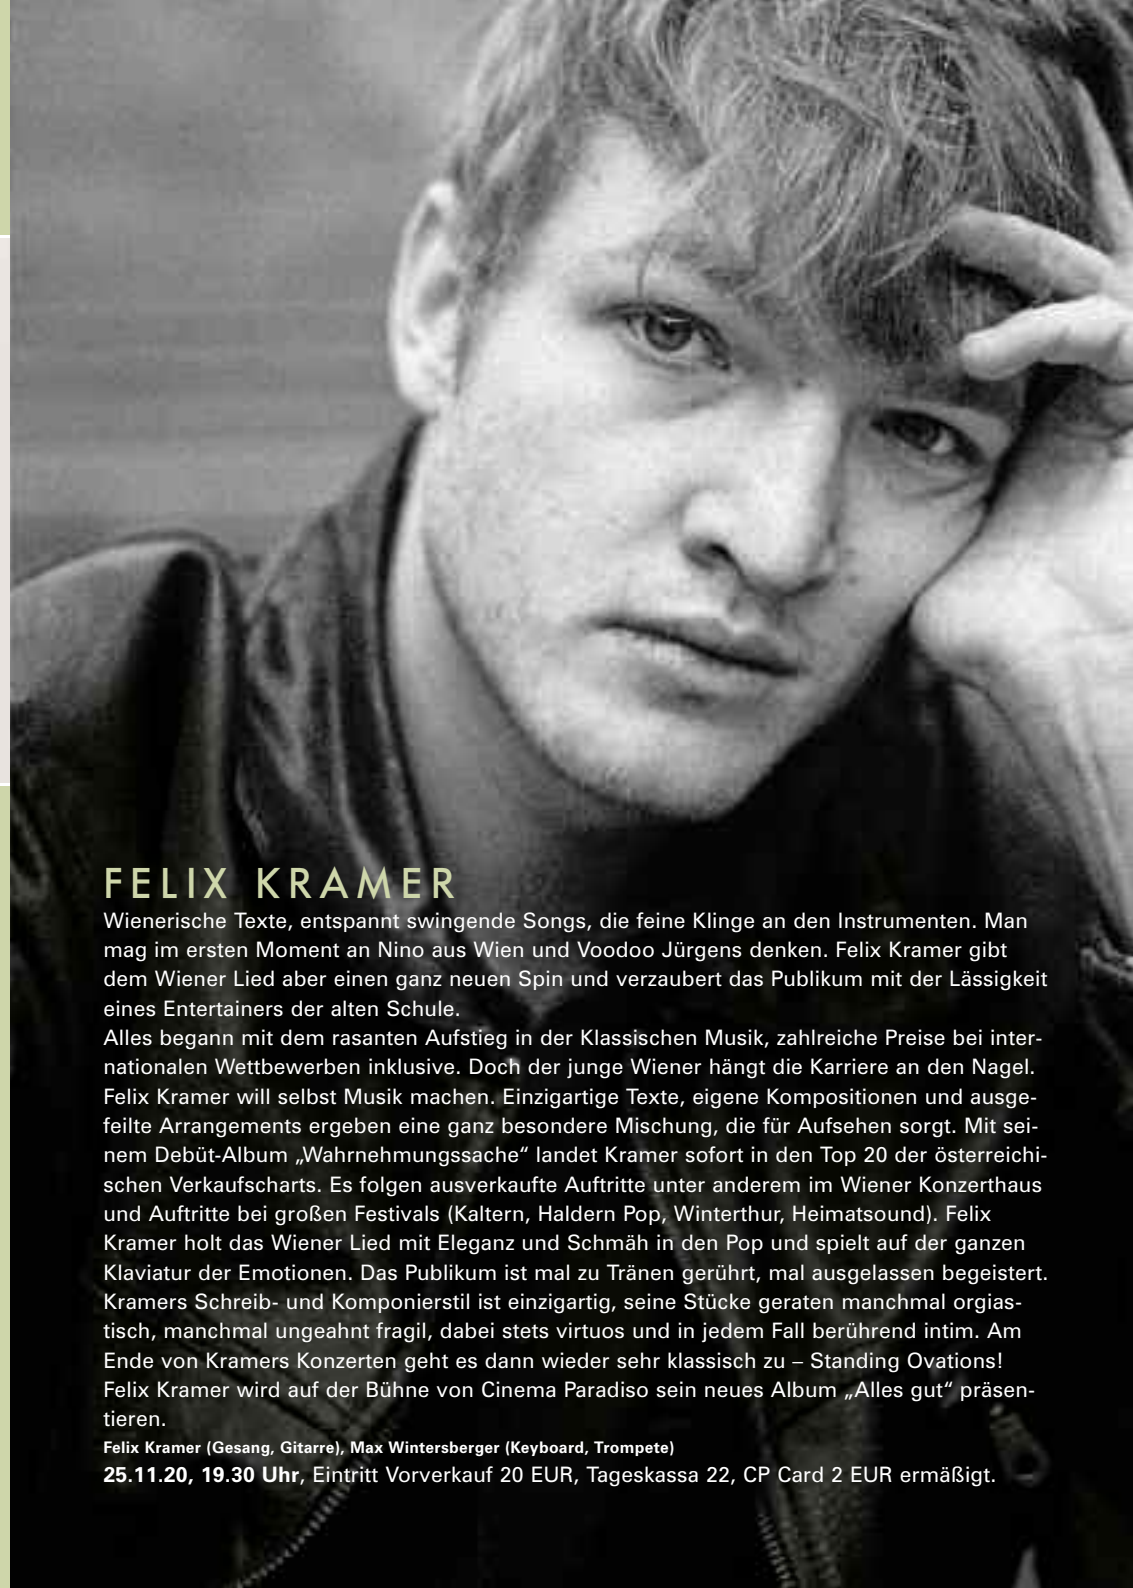 FELIX KRAMER
Wienerische Texte, entspannt swingende Songs, die feine Klinge an den Instrumenten. Man
mag im ersten Moment an Nino aus Wien und Voodoo Jürgens denken. Felix Kramer gibt
dem Wiener Lied aber einen ganz neuen Spin und verzaubert das Publikum mit der Lässigkeit
eines Entertainers der alten Schule.
Alles begann mit dem rasanten Aufstieg in der Klassischen Musik, zahlreiche Preise bei inter-
nationalen Wettbewerben inklusive. Doch der junge Wiener hängt die Karriere an den Nagel.
Felix Kramer will selbst Musik machen. Einzigartige Texte, eigene Kompositionen und ausge-
feilte Arrangements ergeben eine ganz besondere Mischung, die für Aufsehen sorgt. Mit sei-
nem Debüt-Album „Wahrnehmungssache“ landet Kramer sofort in den Top 20 der österreichi-
schen Verkaufscharts. Es folgen ausverkaufte Auftritte unter anderem im Wiener Konzerthaus
und Auftritte bei großen Festivals (Kaltern, Haldern Pop, Winterthur, Heimatsound). Felix
Kramer holt das Wiener Lied mit Eleganz und Schmäh in den Pop und spielt auf der ganzen
Klaviatur der Emotionen. Das Publikum ist mal zu Tränen gerührt, mal ausgelassen begeistert.
Kramers Schreib- und Komponierstil ist einzigartig, seine Stücke geraten manchmal orgias-
tisch, manchmal ungeahnt fragil, dabei stets virtuos und in jedem Fall berührend intim. Am
Ende von Kramers Konzerten geht es dann wieder sehr klassisch zu – Standing Ovations!
Felix Kramer wird auf der Bühne von Cinema Paradiso sein neues Album „Alles gut“ präsen-
tieren.
Felix Kramer (Gesang, Gitarre), Max Wintersberger (Keyboard, Trompete)
25.11.20, 19.30 Uhr, Eintritt Vorverkauf 20 EUR, Tageskassa 22, CP Card 2 EUR ermäßigt.